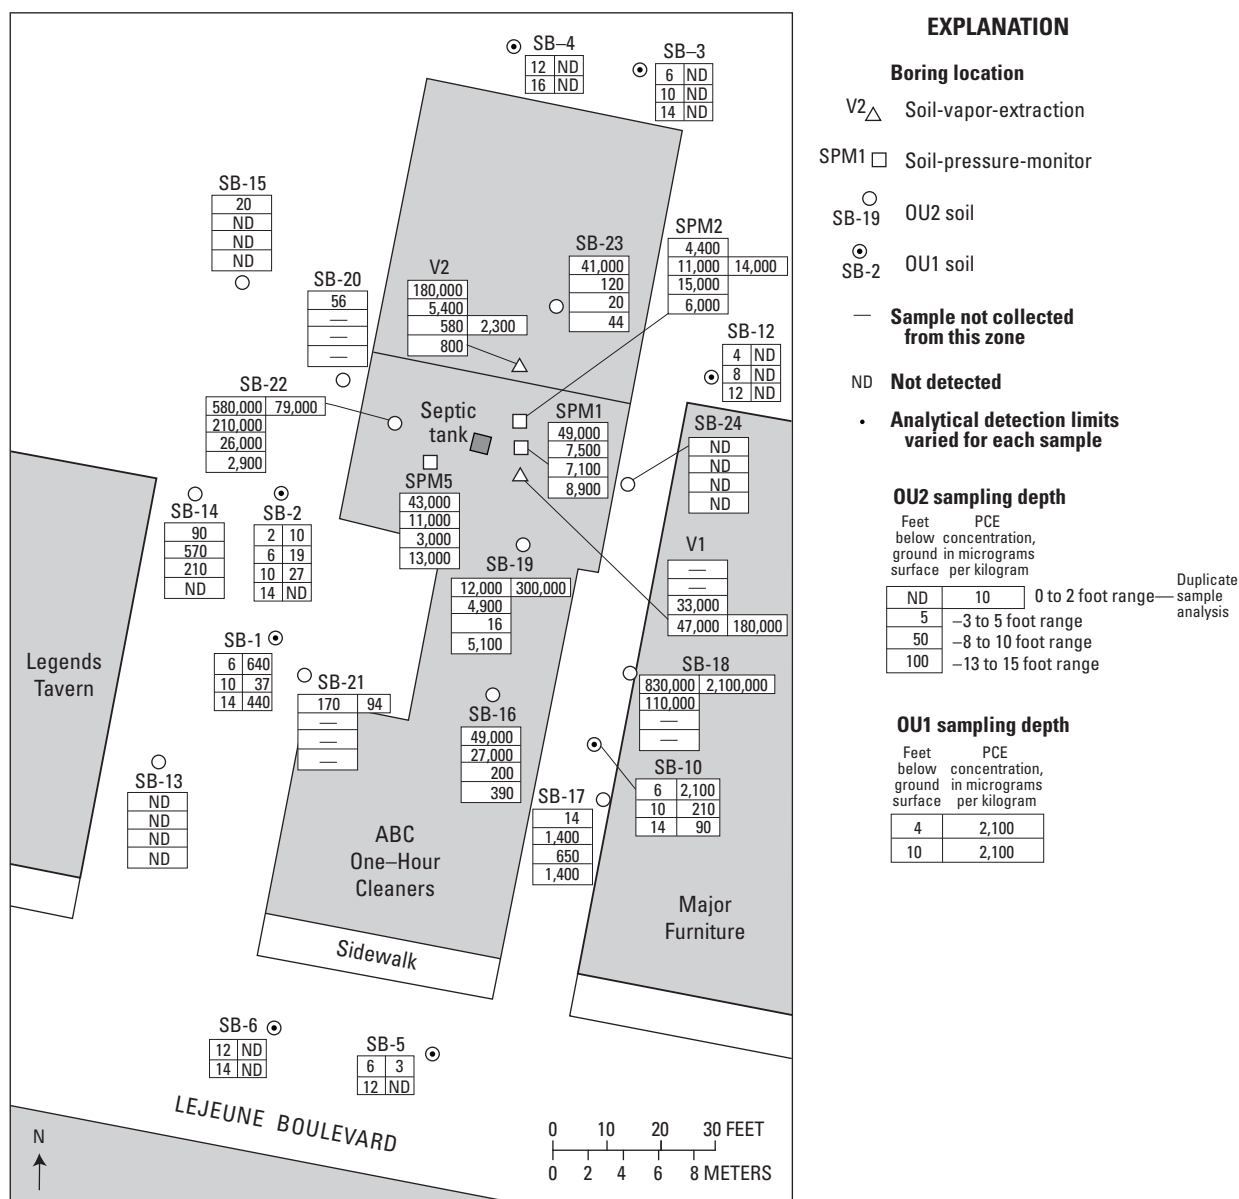 SB–4
12 ND
16 ND
SB–3
6 ND
10 ND
14 ND
SB-15
20
ND
ND
ND
SB-20
56
—
—
—
V2
180,000
5,400
580 2,300
800
SB-23
41,000
120
20
44
SPM2
4,400
11,000 14,000
15,000
6,000
SB-12
4 ND
8 ND
12 ND
SB-22
580,000 79,000
210,000
26,000
2,900
Septic
tank
SPM1
49,000
7,500
7,100
8,900
SB-24
ND
ND
ND
ND
SB-14
90
570
210
ND
SB-2
2 10
6 19
10 27
14 ND
SPM5
43,000
11,000
3,000
13,000
SB-19
12,000 300,000
4,900
16
5,100
V1
—
—
33,000
47,000 180,000
SB-1
6 640
10 37
14 440
Legends
Tavern
SB-21
170 94
—
—
—
SB-16
49,000
27,000
200
390
SB-18
830,000 2,100,000
110,000
—
—
SB-10
6 2,100
10 210
14 90
SB-13
ND
ND
ND
ND
SB-17
14
1,400
650
1,400
ABC
One–Hour
Cleaners
Major
Furniture
Sidewalk
SB-6
12 ND
14 ND
SB-5
6 3
12 ND
LEJEUNE BOULEVARD
N
0 10 20 30 FEET
0 2 4 6 8 METERS
EXPLANATION
Boring location
V2 Soil-vapor-extraction
SPM1 Soil-pressure-monitor
SB-19 OU2 soil
SB-2 OU1 soil
— Sample not collected
from this zone
ND Not detected
• Analytical detection limits
varied for each sample
OU2 sampling depth
Feet
below
ground
surface
PCE
concentration,
in micrograms
per kilogram
ND 10 0 to 2 foot range— Duplicate
sample
analysis
5 –3 to 5 foot range
50 –8 to 10 foot range
100 –13 to 15 foot range
OU1 sampling depth
Feet
below
ground
surface
PCE
concentration,
in micrograms
per kilogram
4 2,100
10 2,100